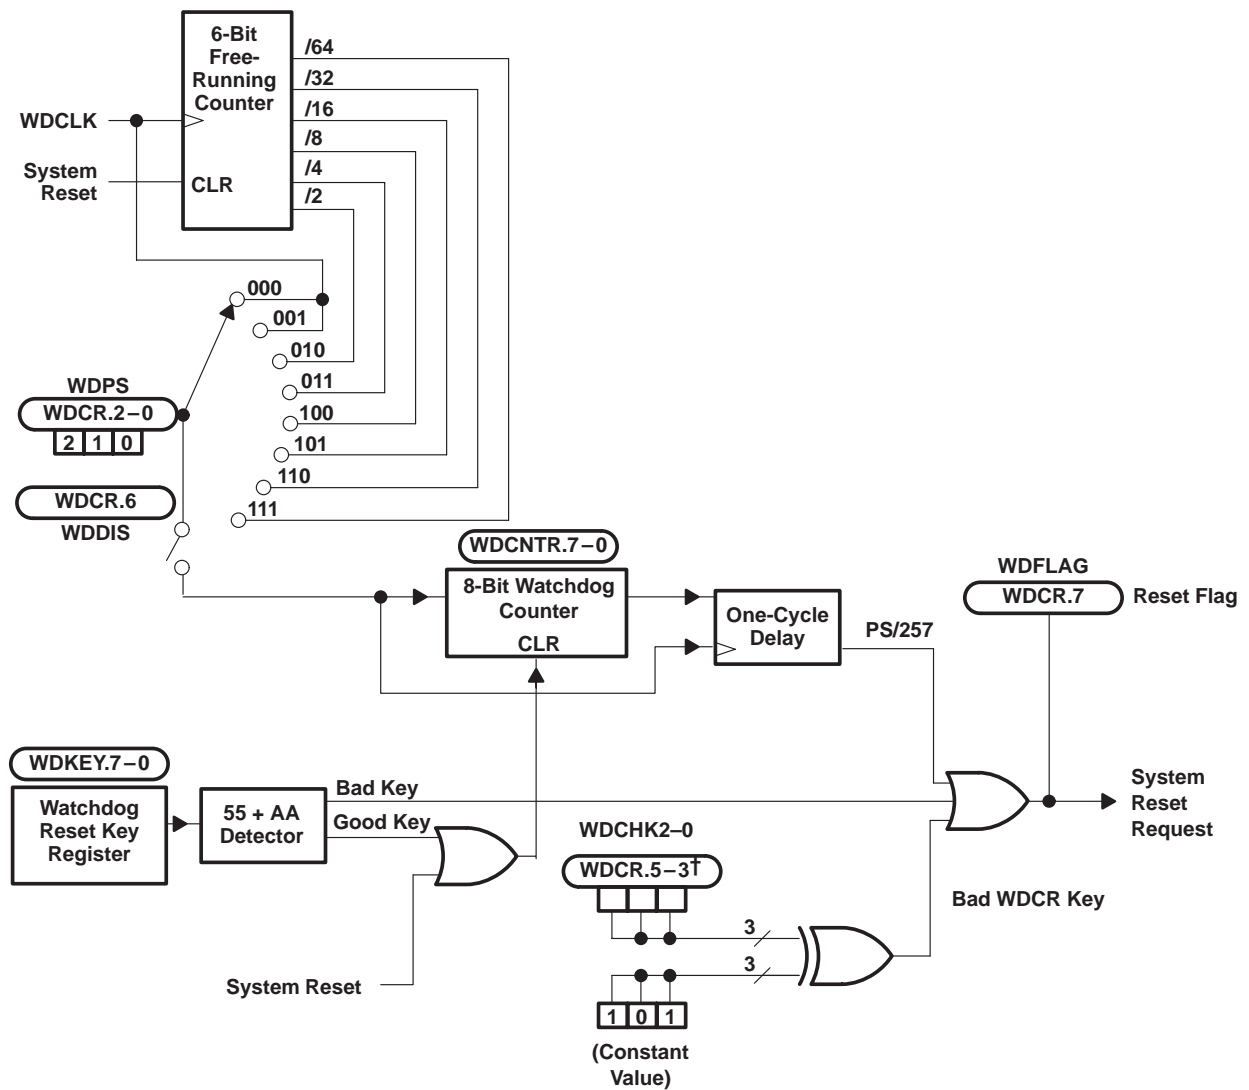 6-Bit
Free-
Running
Counter
/64
/32
/16
/8
/4
/2
WDCLK
System
Reset
CLR
000
001
010
011
100
101
110
111
WDPS
WDCR.2–0
2 1 0
WDCR.6
WDDIS
WDCNTR.7–0
8-Bit Watchdog
Counter
CLR
One-Cycle
Delay
PS/257
WDFLAG
WDCR.7
Reset Flag
WDKEY.7–0
Watchdog
Reset Key
Register
55 + AA
Detector
Bad Key
Good Key
System Reset
WDCHK2–0
WDCR.5–3†
3
3
1 0 1
(Constant
Value)
Bad WDCR Key
System
Reset
Request